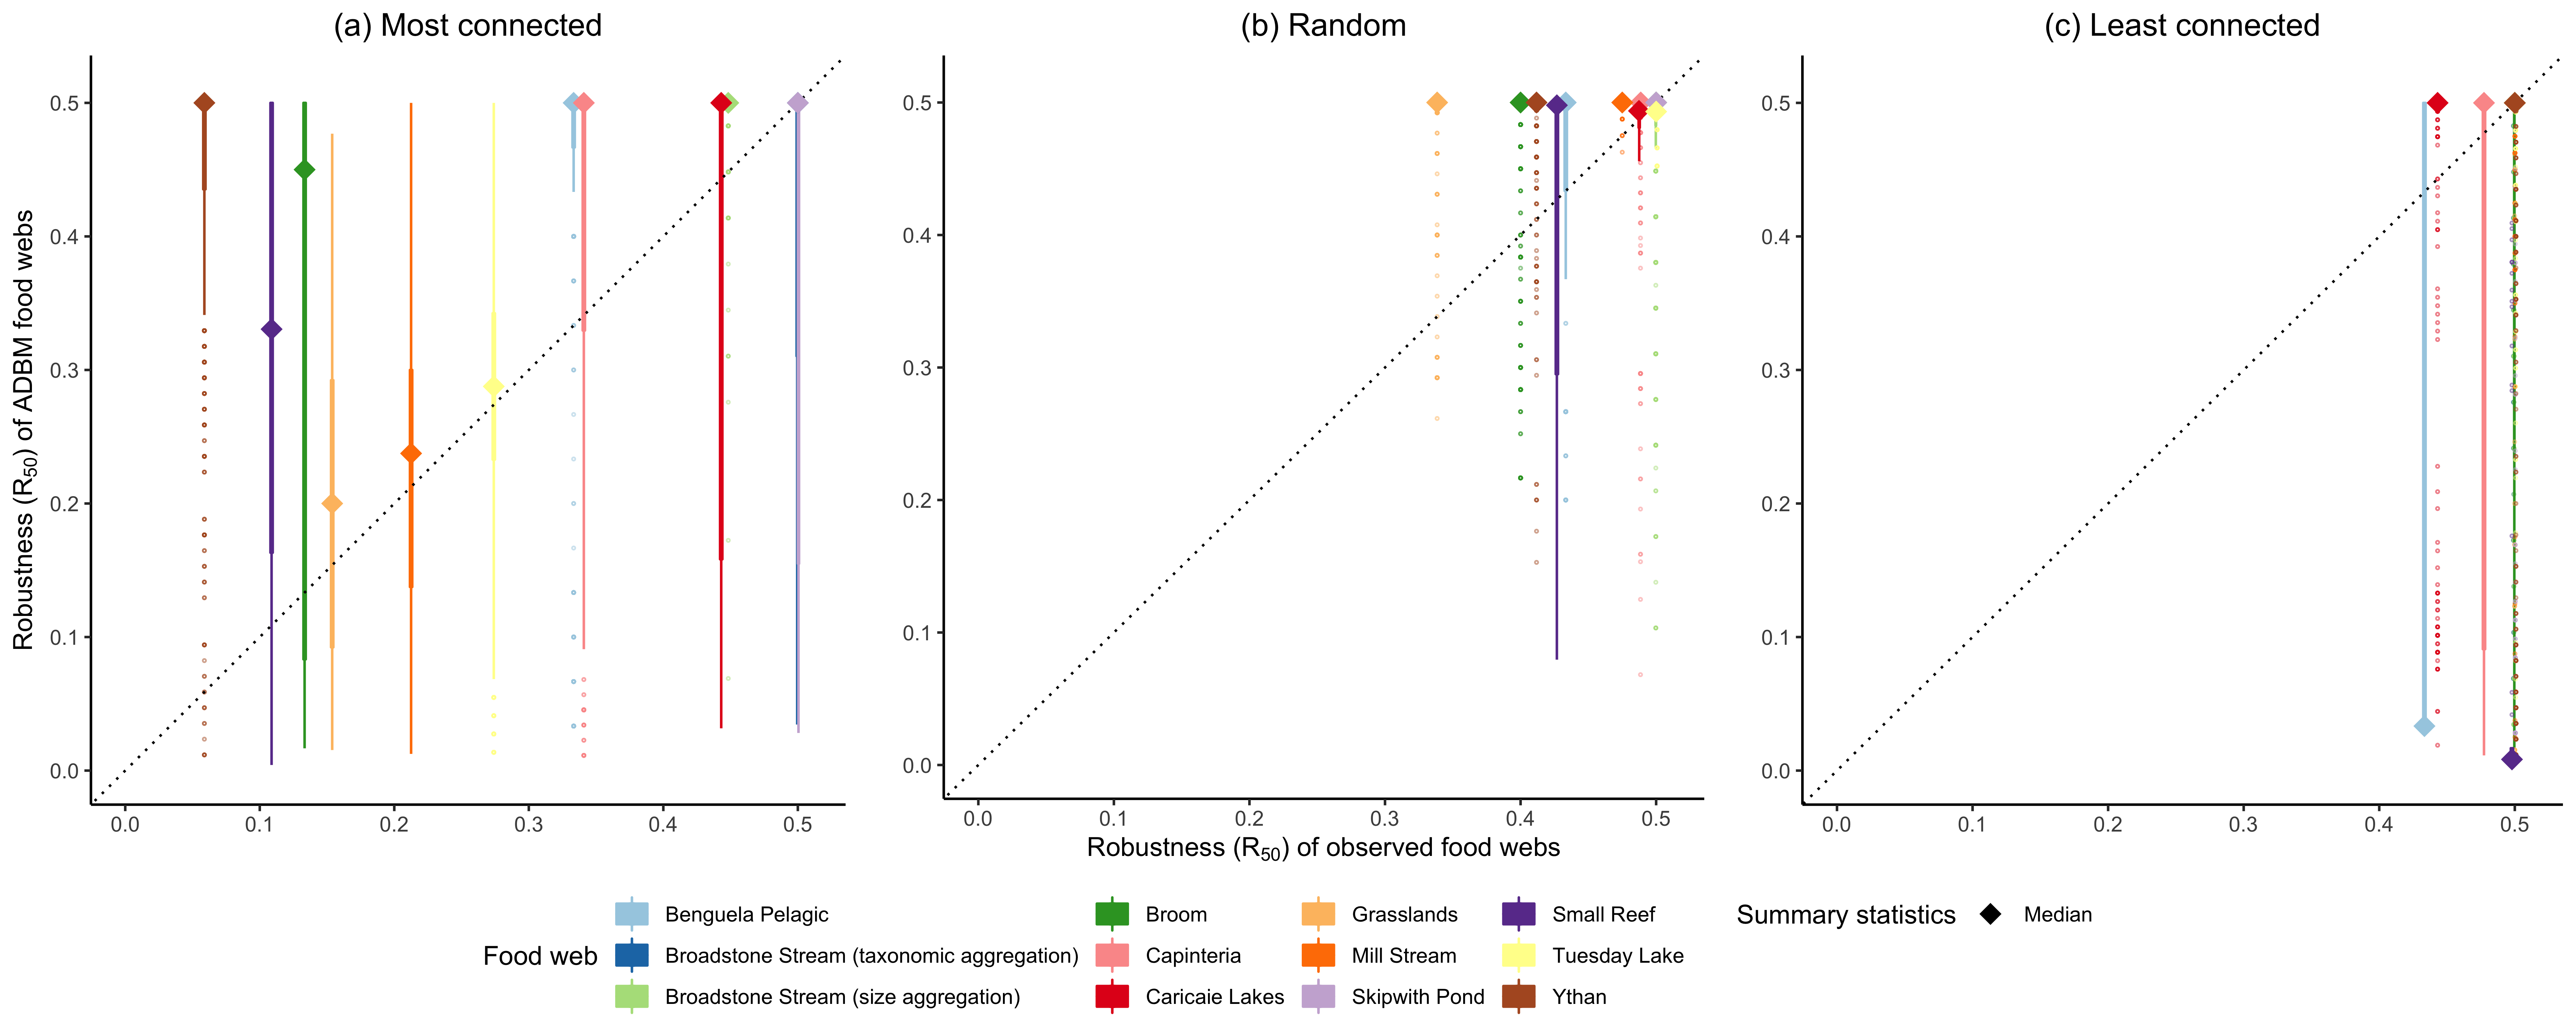 (a) Most connected
(b) Random
(c) Least connected
Robustness (R50) of ADBM food webs
0.5
0.4
0.3
0.2
0.1
0.0
0.0 0.1 0.2 0.3 0.4 0.5
0.5
0.4
0.3
0.2
0.1
0.0
0.0 0.1 0.2 0.3 0.4 0.5
0.5
0.4
0.3
0.2
0.1
0.0
0.0 0.1 0.2 0.3 0.4 0.5
Robustness (R50) of observed food webs
Food web
Benguela Pelagic
Broadstone Stream (taxonomic aggregation)
Broadstone Stream (size aggregation)
Broom
Capinteria
Caricaie Lakes
Grasslands
Mill Stream
Skipwith Pond
Small Reef
Tuesday Lake
Ythan
Summary statistics
Median